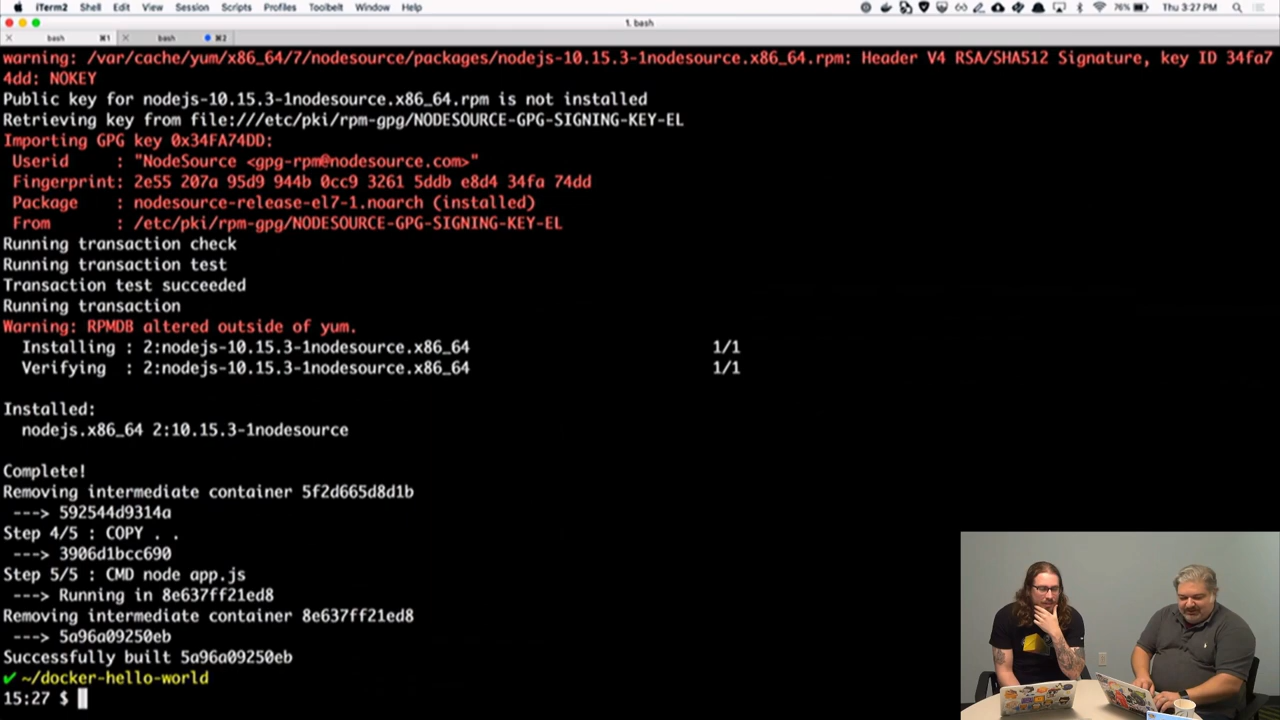 iTerm2 Shell Edit View Session Scripts Profiles Toolbelt Window Help 76% Thu 3:27 PM
1. bash
bash ⌘1 bash ⌘2
warning: /var/cache/yum/x86_64/7/nodesource/packages/nodejs-10.15.3-1nodesource.x86_64.rpm: Header V4 RSA/SHA512 Signature, key ID 34fa7
4dd: NOKEY
Public key for nodejs-10.15.3-1nodesource.x86_64.rpm is not installed
Retrieving key from file:///etc/pki/rpm-gpg/NODESOURCE-GPG-SIGNING-KEY-EL
Importing GPG key 0x34FA74DD:
Userid     : "NodeSource <gpg-rpm@nodesource.com>"
Fingerprint: 2e55 207a 95d9 944b 0cc9 3261 5ddb e8d4 34fa 74dd
Package    : nodesource-release-el7-1.noarch (installed)
From       : /etc/pki/rpm-gpg/NODESOURCE-GPG-SIGNING-KEY-EL
Running transaction check
Running transaction test
Transaction test succeeded
Running transaction
Warning: RPMDB altered outside of yum.
Installing : 2:nodejs-10.15.3-1nodesource.x86_64 1/1
Verifying  : 2:nodejs-10.15.3-1nodesource.x86_64 1/1
Installed:
nodejs.x86_64 2:10.15.3-1nodesource
Complete!
Removing intermediate container 5f2d665d8d1b
---> 592544d9314a
Step 4/5 : COPY . .
---> 3906d1bcc690
Step 5/5 : CMD node app.js
---> Running in 8e637ff21ed8
Removing intermediate container 8e637ff21ed8
---> 5a96a09250eb
Successfully built 5a96a09250eb
✔ ~/docker-hello-world
15:27 $